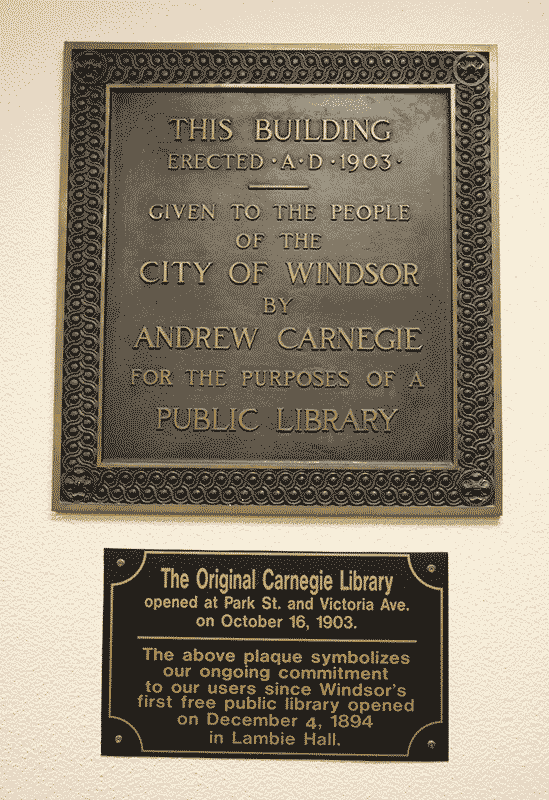 THIS BUILDING
ERECTED · A · D · 1903 ·
GIVEN TO THE PEOPLE
OF THE
CITY OF WINDSOR
BY
ANDREW CARNEGIE
FOR THE PURPOSES OF A
PUBLIC LIBRARY
The Original Carnegie Library
opened at Park St. and Victoria Ave.
on October 16, 1903.
The above plaque symbolizes
our ongoing commitment
to our users since Windsor's
first free public library opened
on December 4, 1894
in Lambie Hall.